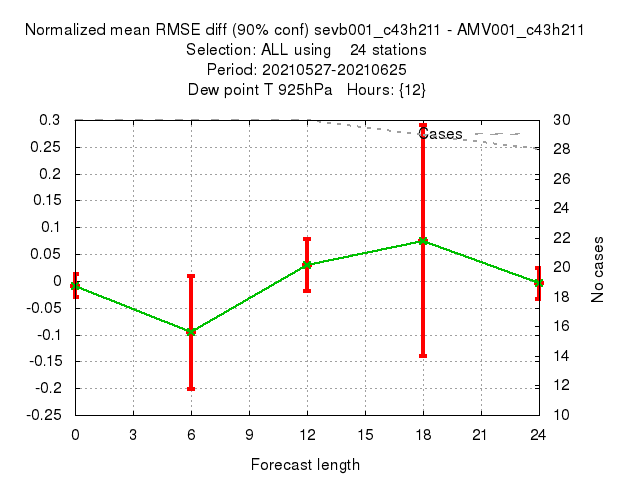 Normalized mean RMSE diff (90% conf) sevb001_c43h211 - AMV001_c43h211
Selection: ALL using    24 stations
Period: 20210527-20210625
Dew point T 925hPa   Hours: {12}
Cases
0.3
0.25
0.2
0.15
0.1
0.05
0
-0.05
-0.1
-0.15
-0.2
-0.25
30
28
26
24
22
20
18
16
14
12
10
No cases
0 3 6 9 12 15 18 21 24
Forecast length